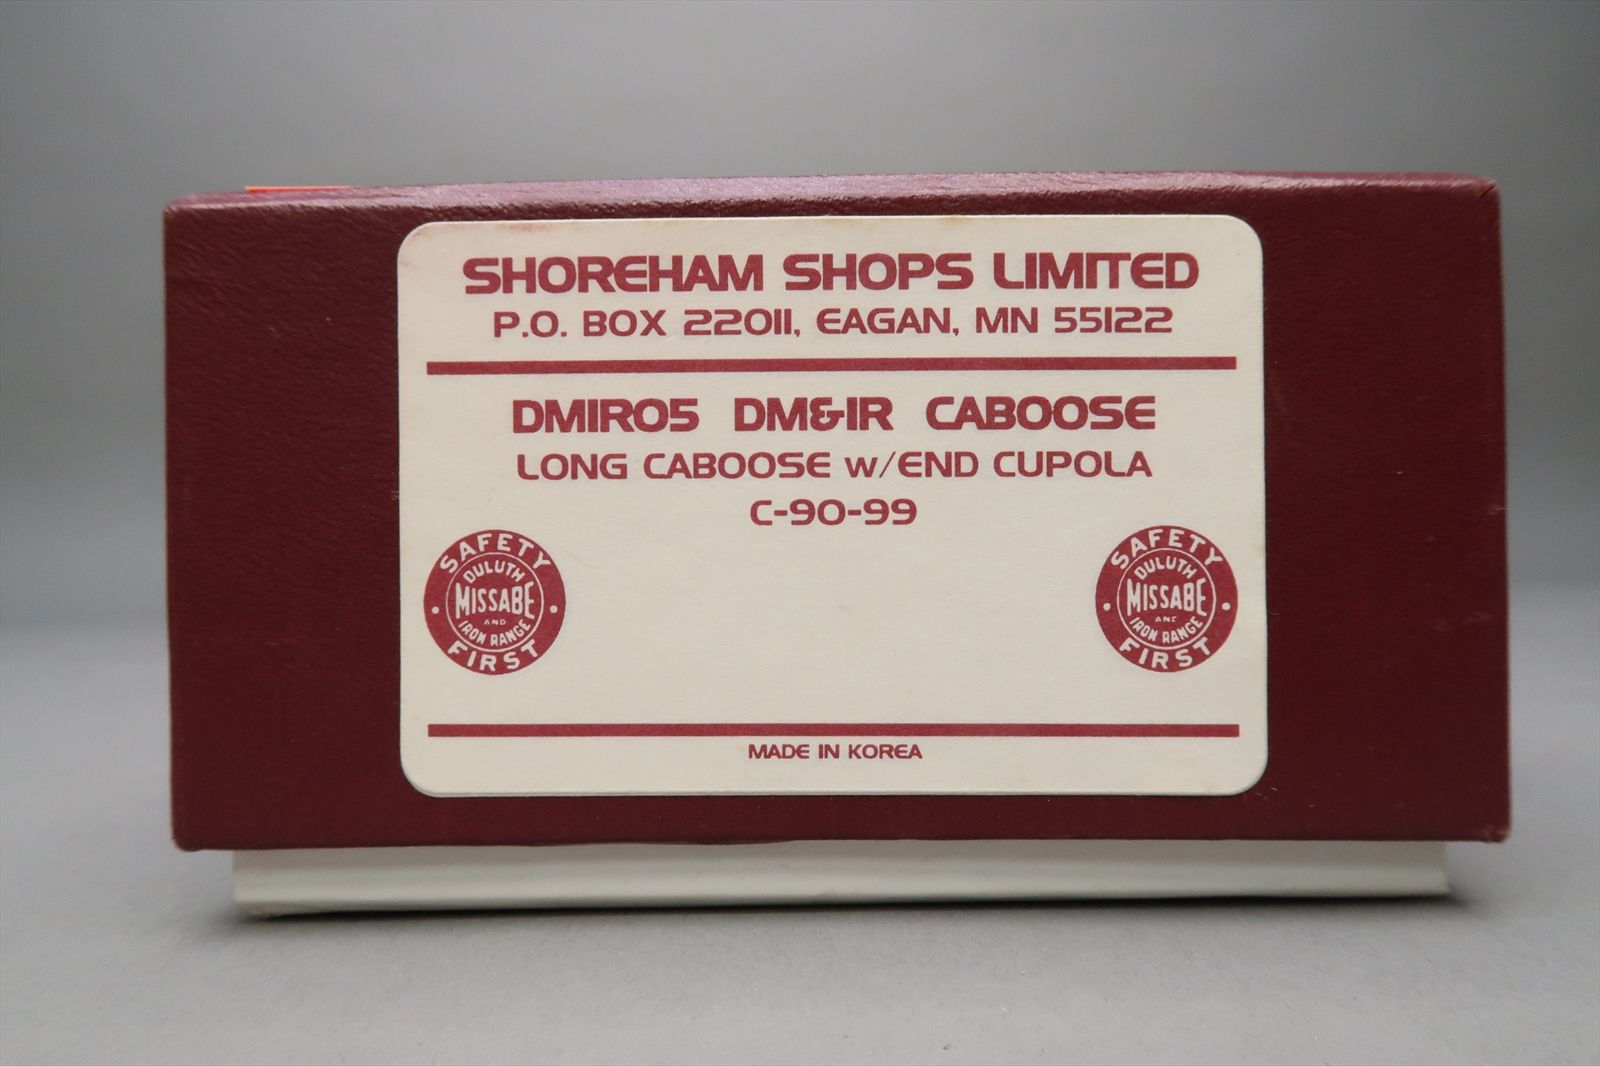 SHOREHAM SHOPS LIMITED
P.O. BOX 22011, EAGAN, MN 55122
DMIR05 DM&IR CABOOSE
LONG CABOOSE w/END CUPOLA
C-90-99
SAFETY
DULUTH
MISSABE
AND
IRON RANGE
FIRST
SAFETY
DULUTH
MISSABE
AND
IRON RANGE
FIRST
MADE IN KOREA